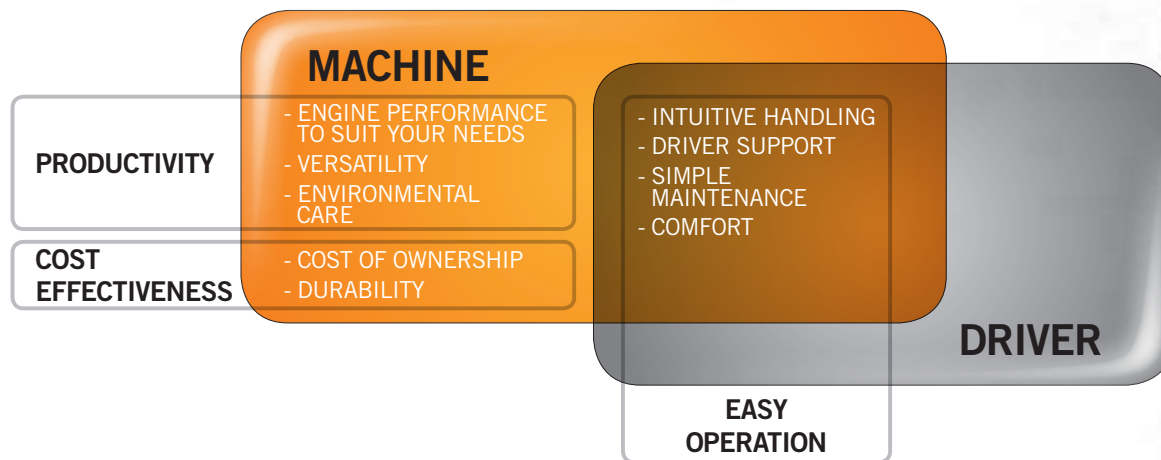 MACHINE
PRODUCTIVITY
- ENGINE PERFORMANCE
TO SUIT YOUR NEEDS
- VERSATILITY
- ENVIRONMENTAL
CARE
COST
EFFECTIVENESS
- COST OF OWNERSHIP
- DURABILITY
- INTUITIVE HANDLING
- DRIVER SUPPORT
- SIMPLE
MAINTENANCE
- COMFORT
DRIVER
EASY
OPERATION